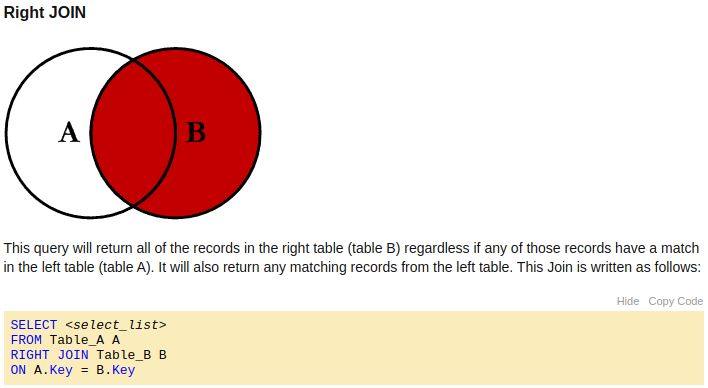 Right JOIN
A B
This query will return all of the records in the right table (table B) regardless if any of those records have a match
in the left table (table A). It will also return any matching records from the left table. This Join is written as follows:
Hide Copy Code
SELECT <select_list>
FROM Table_A A
RIGHT JOIN Table_B B
ON A.Key = B.Key